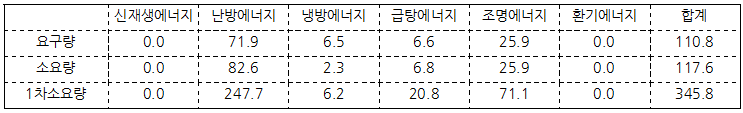 신재생에너지 난방에너지 냉방에너지 급탕에너지 조명에너지 환기에너지 합계
요구량 0.0 71.9 6.5 6.6 25.9 0.0 110.8
소요량 0.0 82.6 2.3 6.8 25.9 0.0 117.6
1차소요량 0.0 247.7 6.2 20.8 71.1 0.0 345.8